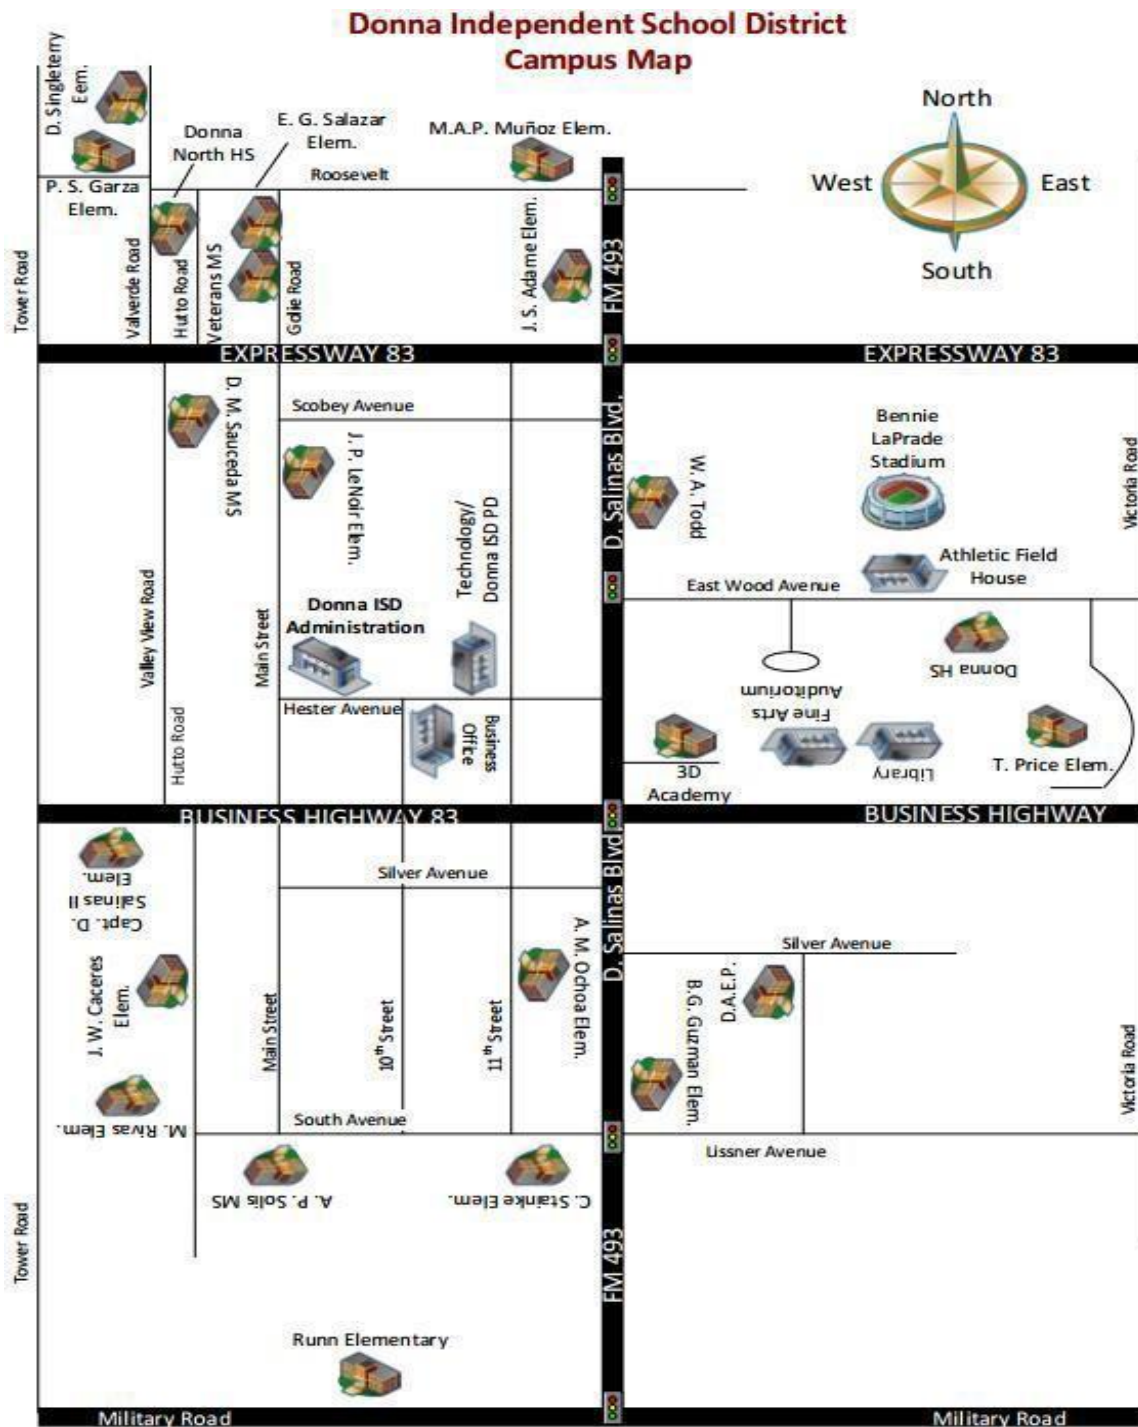 Donna Independent School District
Campus Map
D. Singleterry
Eem.
Donna
North HS
E. G. Salazar
Elem.
M.A.P. Muñoz Elem.
North
West
East
South
Roosevelt
P. S. Garza
Elem.
Tower Road
Valverde Road
Hutto Road
Veterans MS
Golie Road
J. S. Adame Elem.
FM 493
EXPRESSWAY 83
EXPRESSWAY 83
D. M. Sauceda MS
Scobey Avenue
J. P. LeNoir Elem.
Technology/
Donna ISD PD
D. Salinas Blvd.
W. A. Todd
Bennie
LaPrade
Stadium
Victoria Road
Athletic Field
House
East Wood Avenue
Valley View Road
Main Street
Donna ISD
Administration
Donna HS
Fine Arts
Auditorium
Hester Avenue
Hutto Road
Business
Office
Library
T. Price Elem.
3D
Academy
BUSINESS HIGHWAY 83
BUSINESS HIGHWAY
Capt. D.
Salinas II
Elem.
Silver Avenue
D. Salinas Blvd
A. M. Ochoa Elem.
Silver Avenue
J. W. Caceres
Elem.
Main Street
10th Street
11th Street
B.G. Guzman Elem.
D.A.E.P.
Victoria Road
M. Rivas Elem.
South Avenue
Lissner Avenue
A. P. Solis MS
C. Stainke Elem.
Tower Road
FM 493
Runn Elementary
Military Road
Military Road